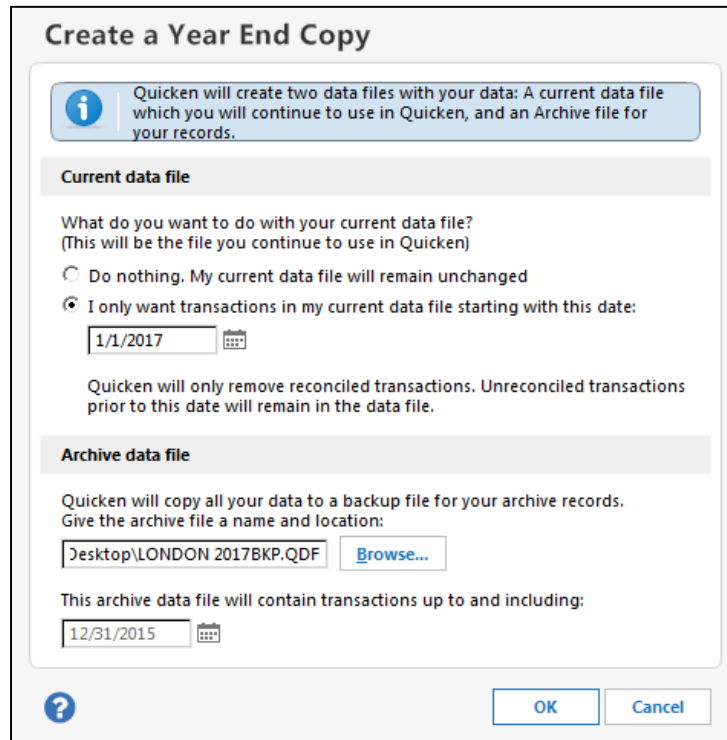 Create a Year End Copy
Quicken will create two data files with your data: A current data file
which you will continue to use in Quicken, and an Archive file for
your records.
Current data file
What do you want to do with your current data file?
(This will be the file you continue to use in Quicken)
Do nothing. My current data file will remain unchanged
I only want transactions in my current data file starting with this date:
1/1/2017
Quicken will only remove reconciled transactions. Unreconciled transactions
prior to this date will remain in the data file.
Archive data file
Quicken will copy all your data to a backup file for your archive records.
Give the archive file a name and location:
Desktop\LONDON 2017BKP.QDF Browse...
This archive data file will contain transactions up to and including:
12/31/2015
? OK Cancel